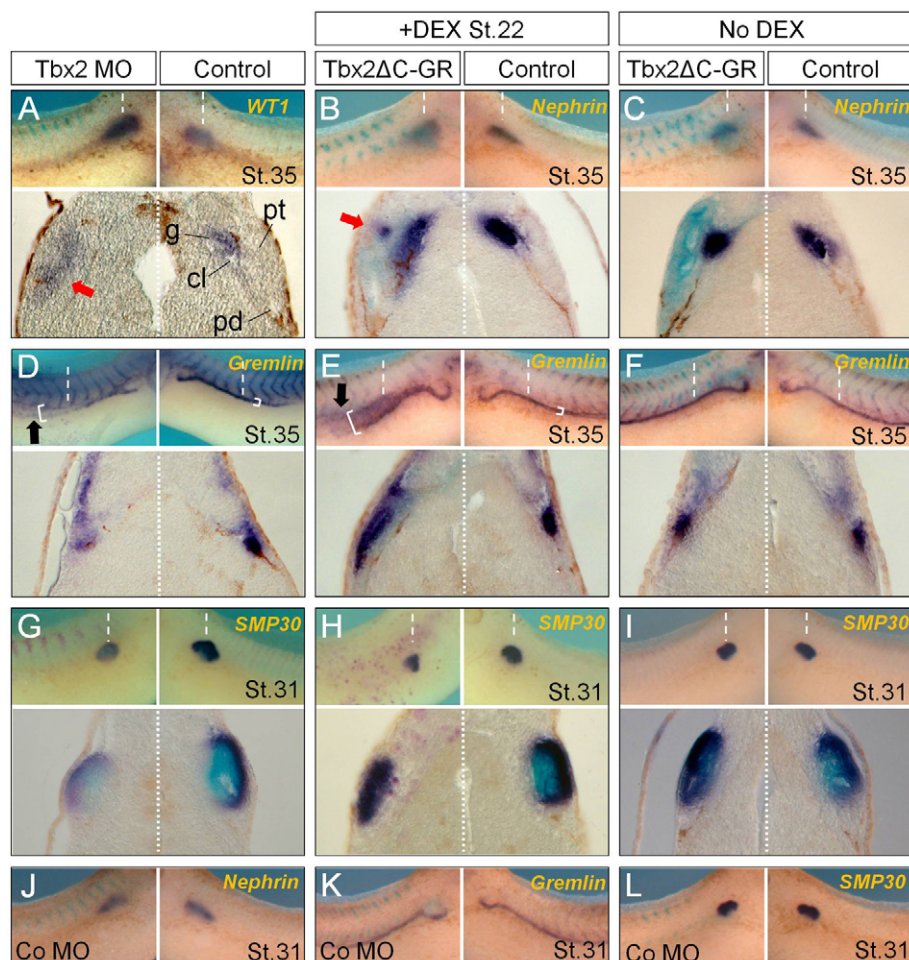 +DEX St.22
No DEX
Tbx2 MO
Control
Tbx2ΔC-GR
Control
Tbx2ΔC-GR
Control
A
WT1
St.35
B
Nephrin
St.35
C
Nephrin
St.35
g
pt
cl
pd
D
Gremlin
St.35
E
Gremlin
St.35
F
Gremlin
St.35
G
SMP30
St.31
H
SMP30
St.31
I
SMP30
St.31
J
Nephrin
Co MO
St.31
K
Gremlin
Co MO
St.31
L
SMP30
Co MO
St.31